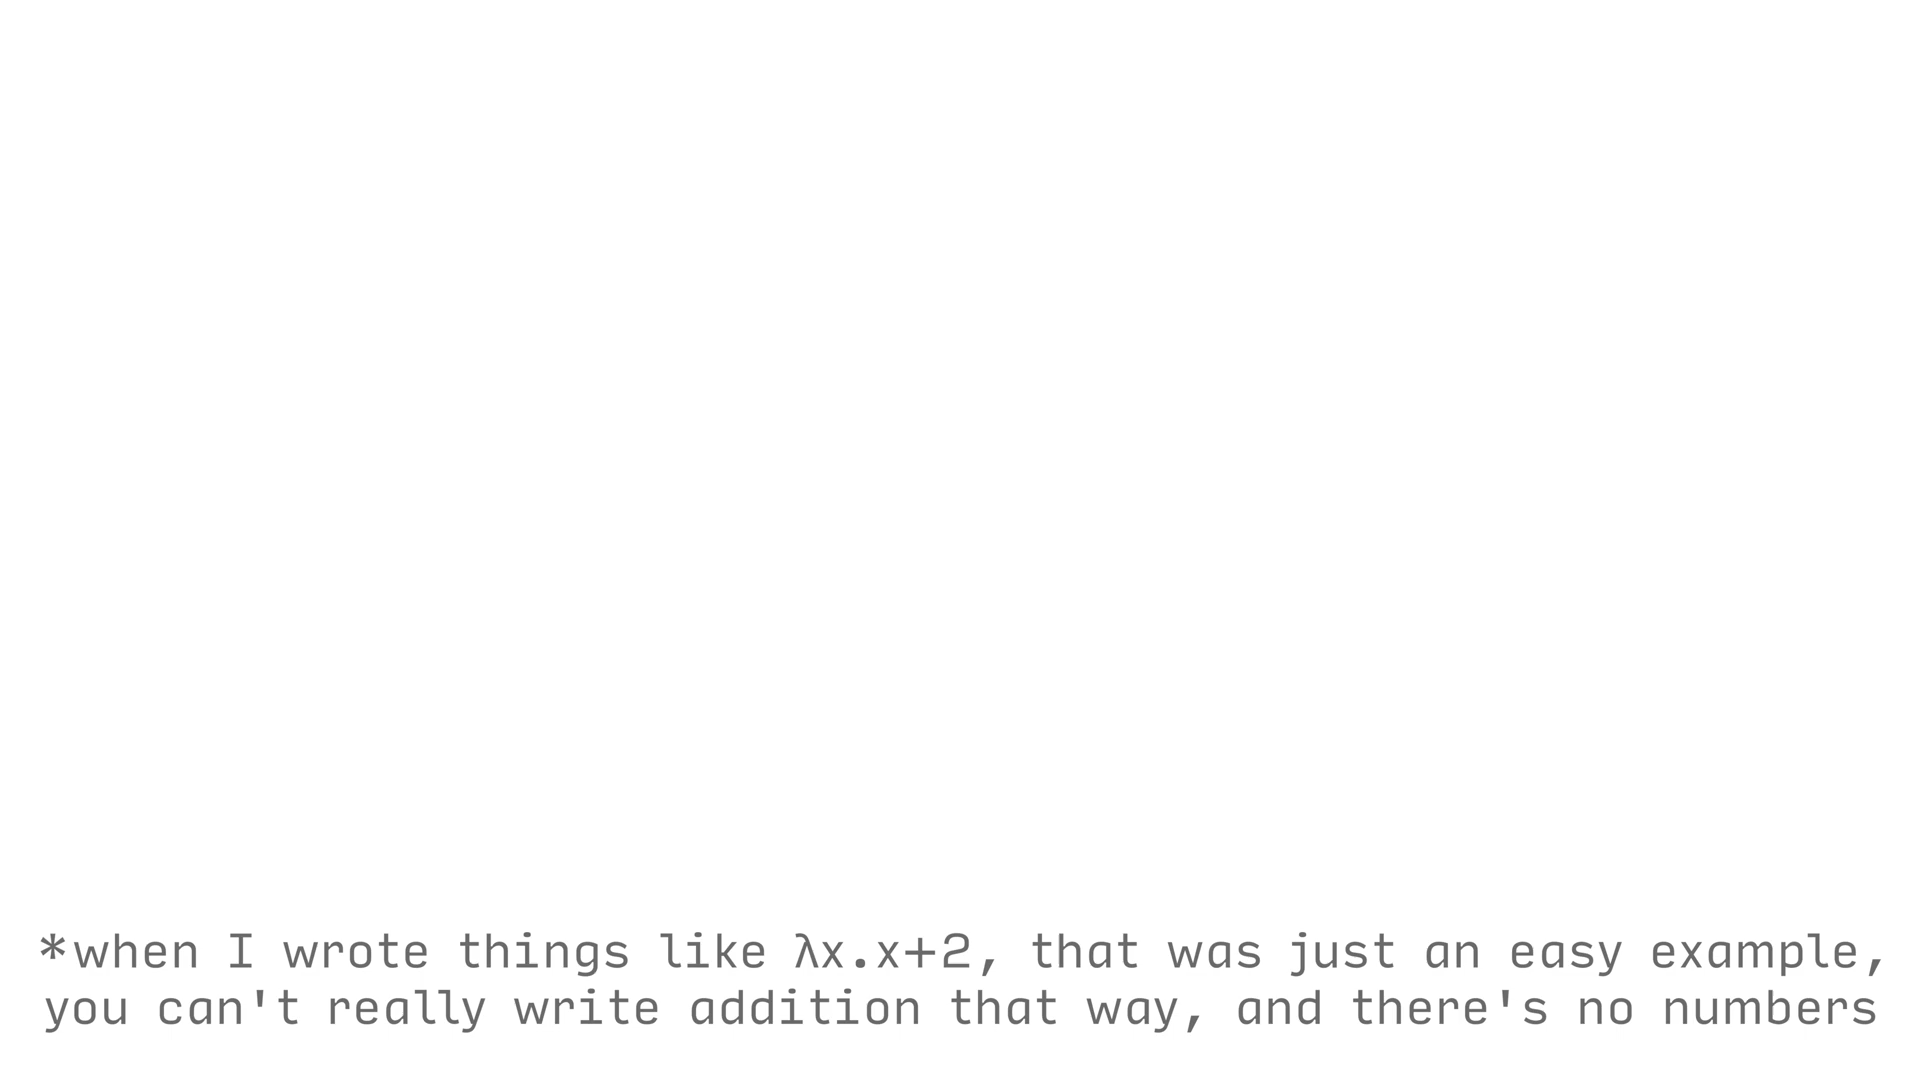 *when I wrote things like λx.x+2, that was just an easy example,
you can't really write addition that way, and there's no numbers